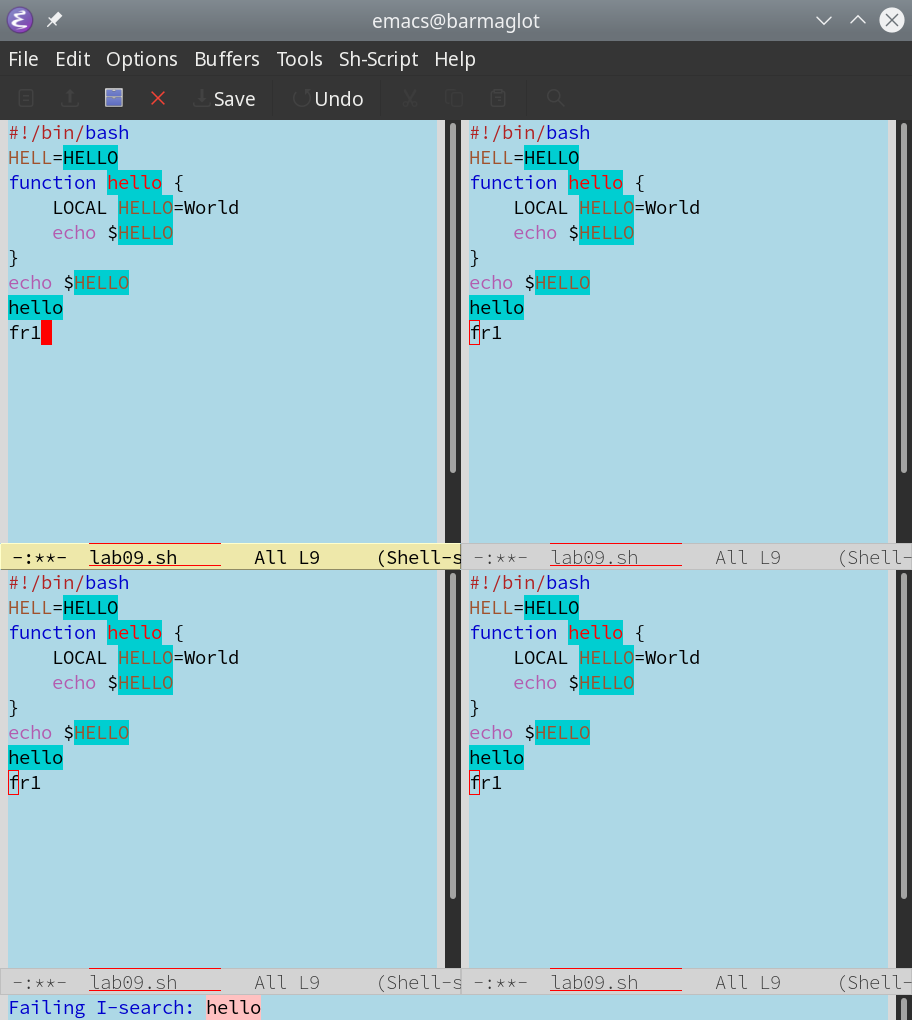 emacs@barmaglot
File Edit Options Buffers Tools Sh-Script Help
Save Undo
#!/bin/bash
HELL=HELLO
function hello {
    LOCAL HELLO=World
    echo $HELLO
}
echo $HELLO
hello
fr1
-:**-  lab09.sh       All L9     (Shell-s
#!/bin/bash
HELL=HELLO
function hello {
    LOCAL HELLO=World
    echo $HELLO
}
echo $HELLO
hello
fr1
-:**-  lab09.sh       All L9     (Shell-
#!/bin/bash
HELL=HELLO
function hello {
    LOCAL HELLO=World
    echo $HELLO
}
echo $HELLO
hello
fr1
-:**-  lab09.sh       All L9     (Shell-s
#!/bin/bash
HELL=HELLO
function hello {
    LOCAL HELLO=World
    echo $HELLO
}
echo $HELLO
hello
fr1
-:**-  lab09.sh       All L9     (Shell-
Failing I-search: hello